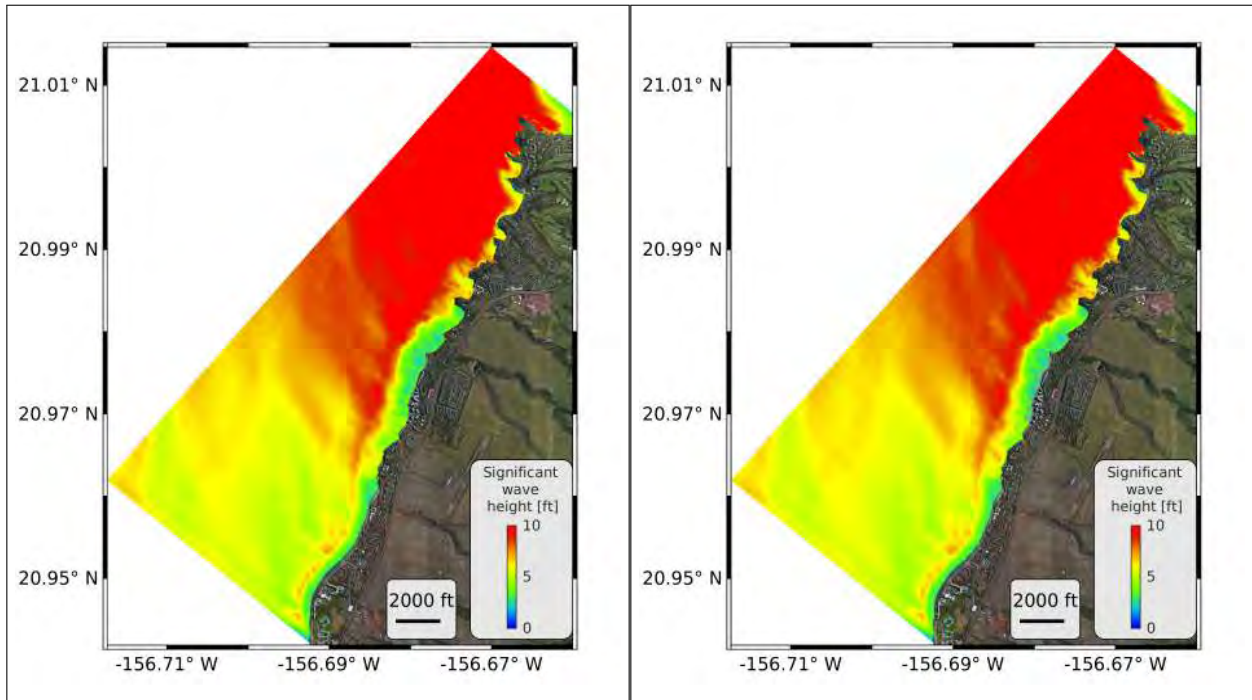 21.01° N
20.99° N
20.97° N
20.95° N
Significant
wave
height [ft]
10
5
0
2000 ft
-156.71° W
-156.69° W
-156.67° W
21.01° N
20.99° N
20.97° N
20.95° N
Significant
wave
height [ft]
10
5
0
2000 ft
-156.71° W
-156.69° W
-156.67° W